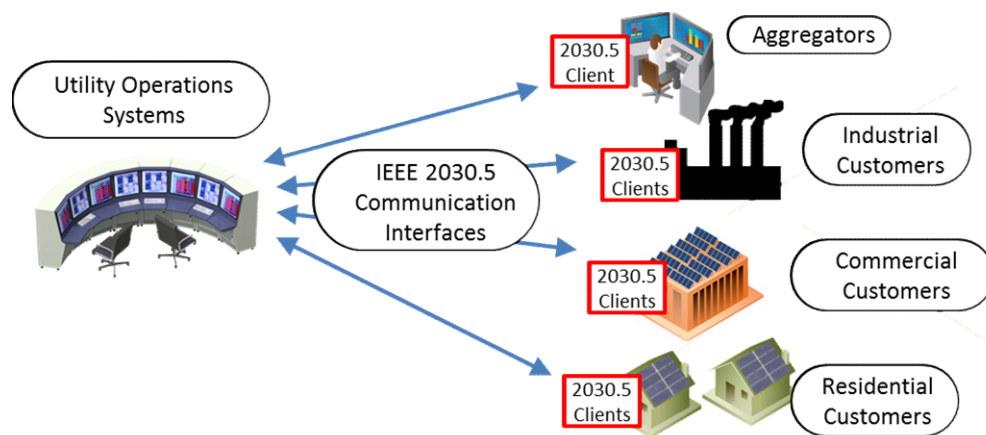 Utility Operations
Systems
IEEE 2030.5
Communication
Interfaces
2030.5
Client
Aggregators
2030.5
Clients
Industrial
Customers
2030.5
Clients
Commercial
Customers
2030.5
Clients
Residential
Customers